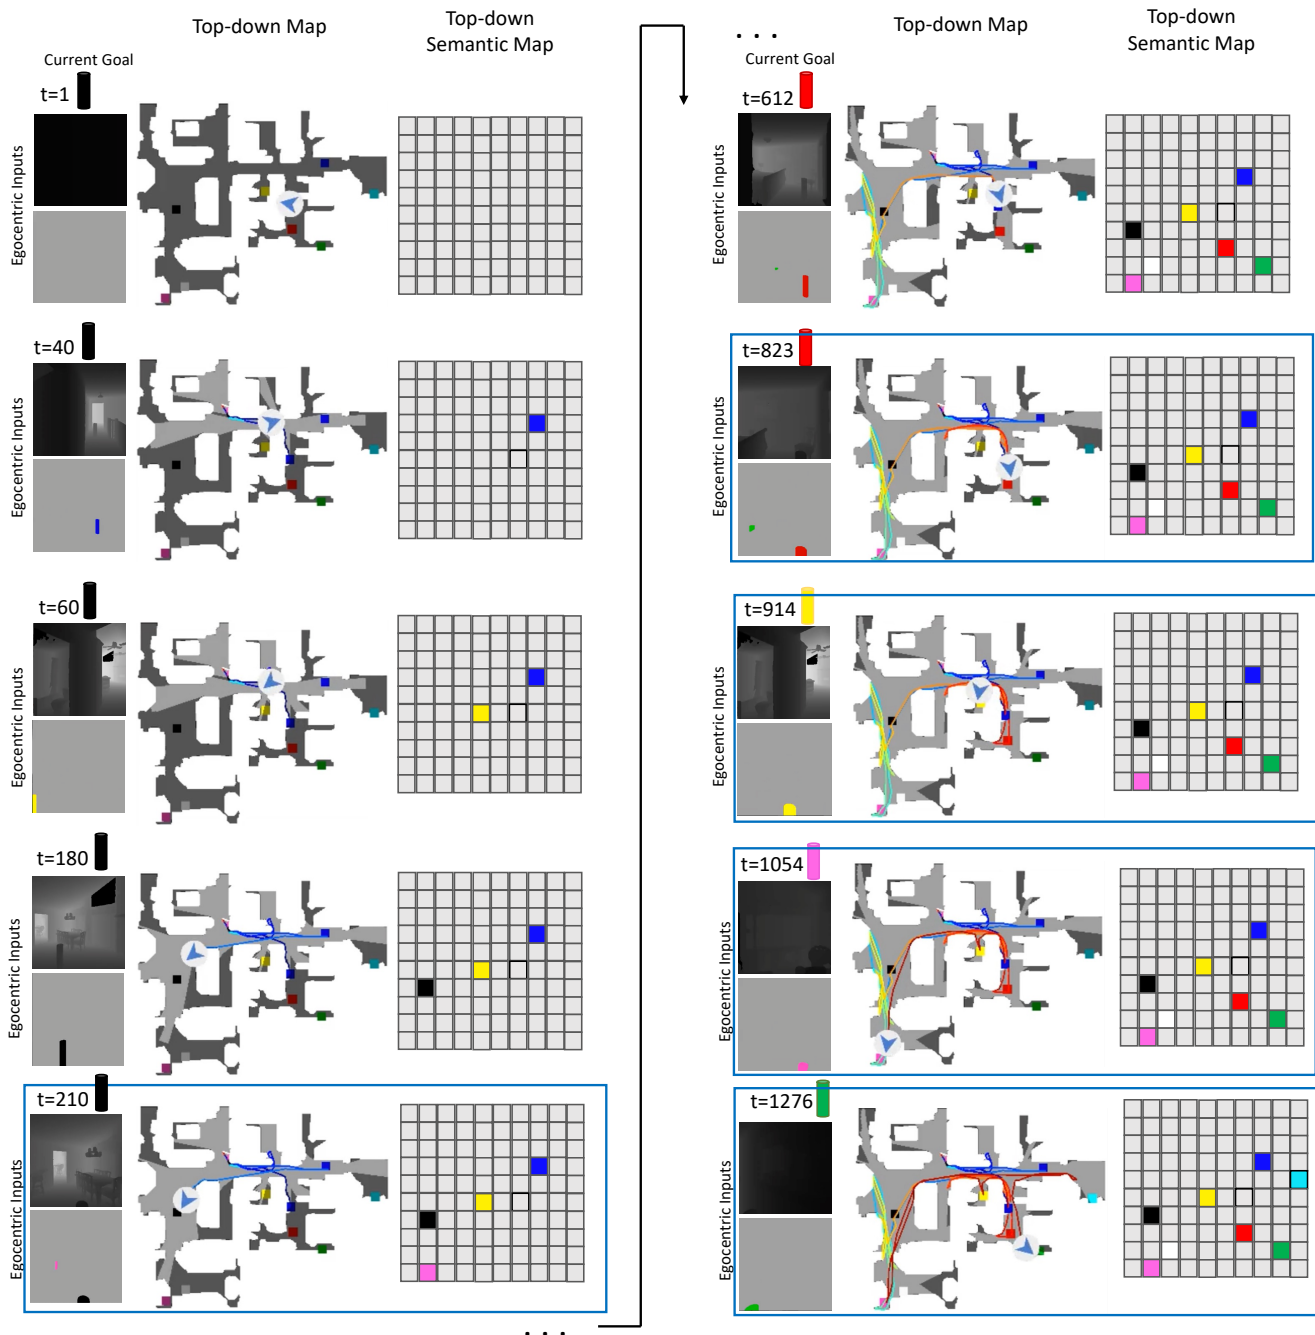 Top-down Map
Top-down
Semantic Map
Current Goal
t=1
Egocentric Inputs
t=40
Egocentric Inputs
t=60
Egocentric Inputs
t=180
Egocentric Inputs
t=210
Egocentric Inputs
. . .
. . .
Top-down Map
Top-down
Semantic Map
Current Goal
t=612
Egocentric Inputs
t=823
Egocentric Inputs
t=914
Egocentric Inputs
t=1054
Egocentric Inputs
t=1276
Egocentric Inputs